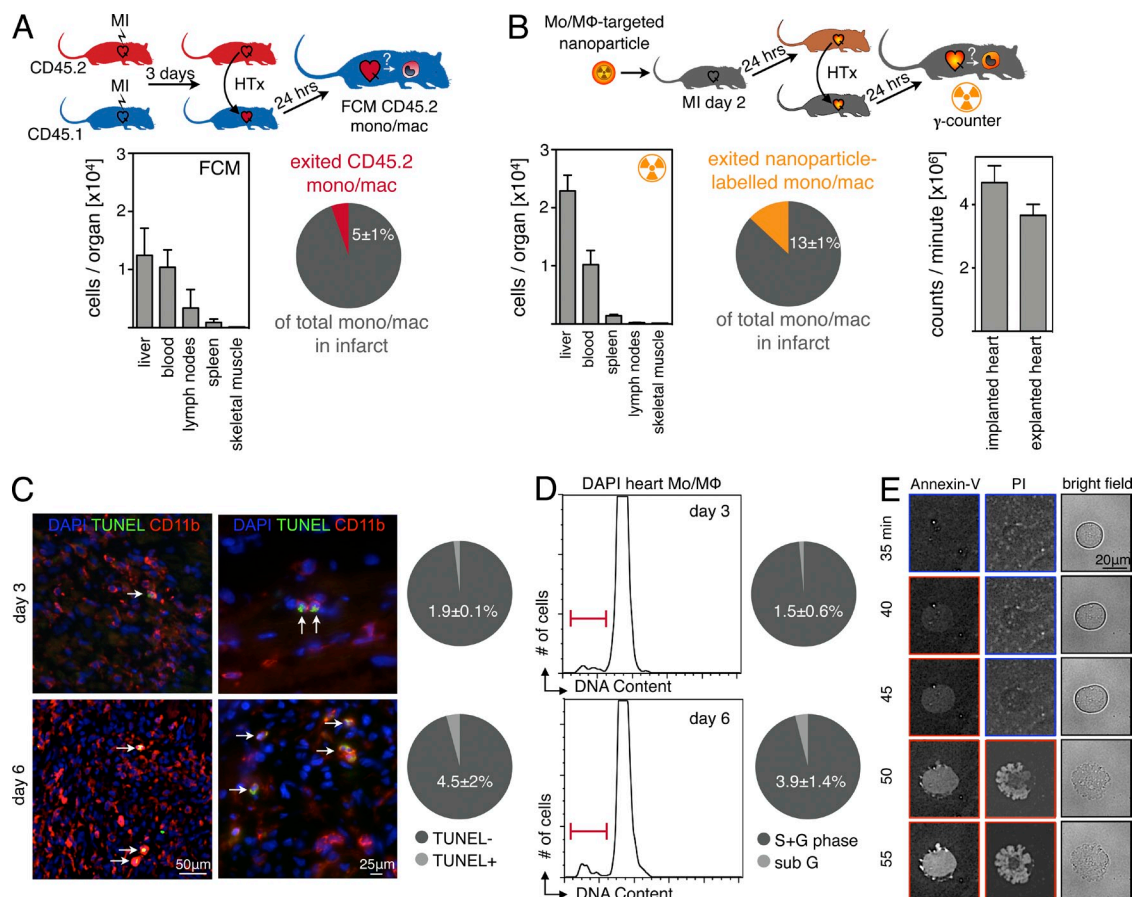 A
MI
CD45.2
3 days
HTx
24 hrs
CD45.1
?
FCM CD45.2
mono/mac
3
2
1
cells / organ [x10⁴]
FCM
liver
blood
lymph nodes
spleen
skeletal muscle
exited CD45.2
mono/mac
5±1%
of total mono/mac
in infarct
B
Mo/MΦ-targeted
nanoparticle
MI day 2
24 hrs
HTx
24 hrs
?
γ-counter
3
2
1
cells / organ [x10⁴]
liver
blood
spleen
lymph nodes
skeletal muscle
exited nanoparticle-
labelled mono/mac
13±1%
of total mono/mac
in infarct
counts / minute [x10⁶]
4
2
implanted heart
explanted heart
C
DAPI TUNEL CD11b
DAPI TUNEL CD11b
day 3
1.9±0.1%
day 6
50µm
25µm
4.5±2%
TUNEL-
TUNEL+
D
DAPI heart Mo/MΦ
day 3
# of cells
DNA Content
1.5±0.6%
day 6
# of cells
DNA Content
3.9±1.4%
S+G phase
sub G
E
Annexin-V
PI
bright field
35 min
20µm
40
45
50
55